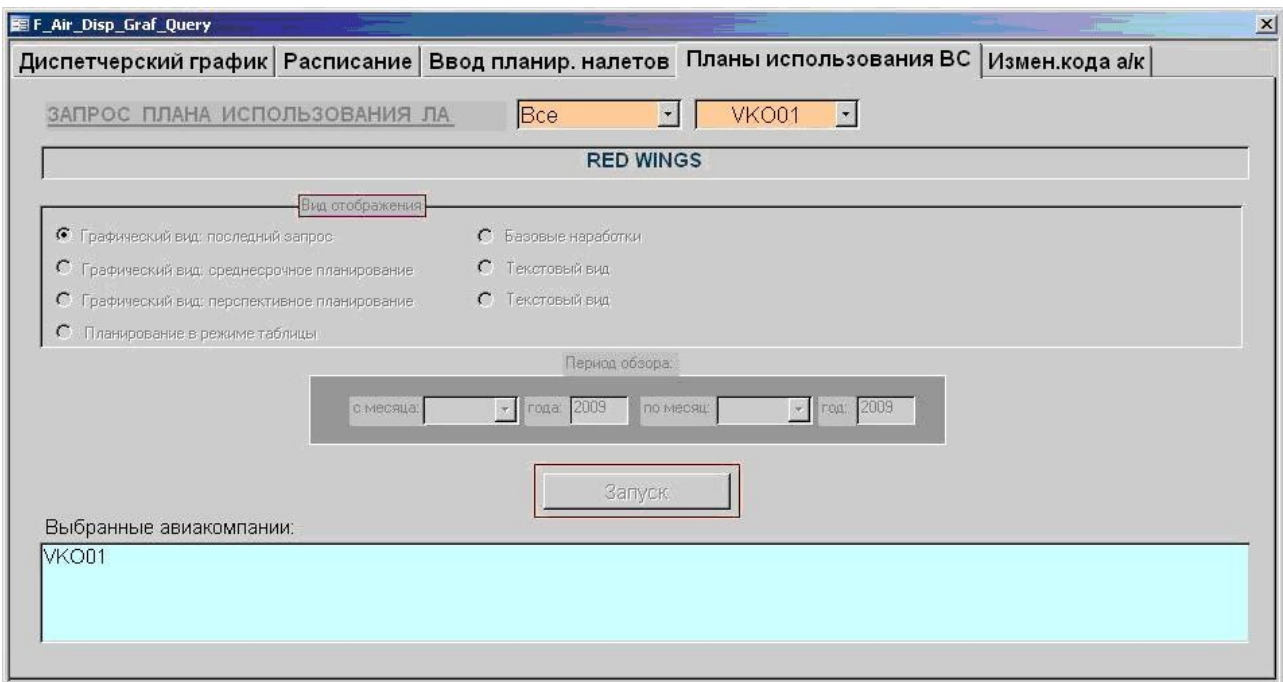 F_Air_Disp_Graf_Query
Диспетчерский график Расписание Ввод планир. налетов Планы использования ВС Измен.кода а/к
ЗАПРОС ПЛАНА ИСПОЛЬЗОВАНИЯ ЛА Все VKO01
RED WINGS
Вид отображения
Графический вид: последний запрос Базовые наработки
Графический вид: среднесрочное планирование Текстовый вид
Графический вид: перспективное планирование Текстовый вид
Планирование в режиме таблицы
Период обзора:
с месяца: года: 2009 по месяц: год: 2009
Запуск
Выбранные авиакомпании:
VKO01